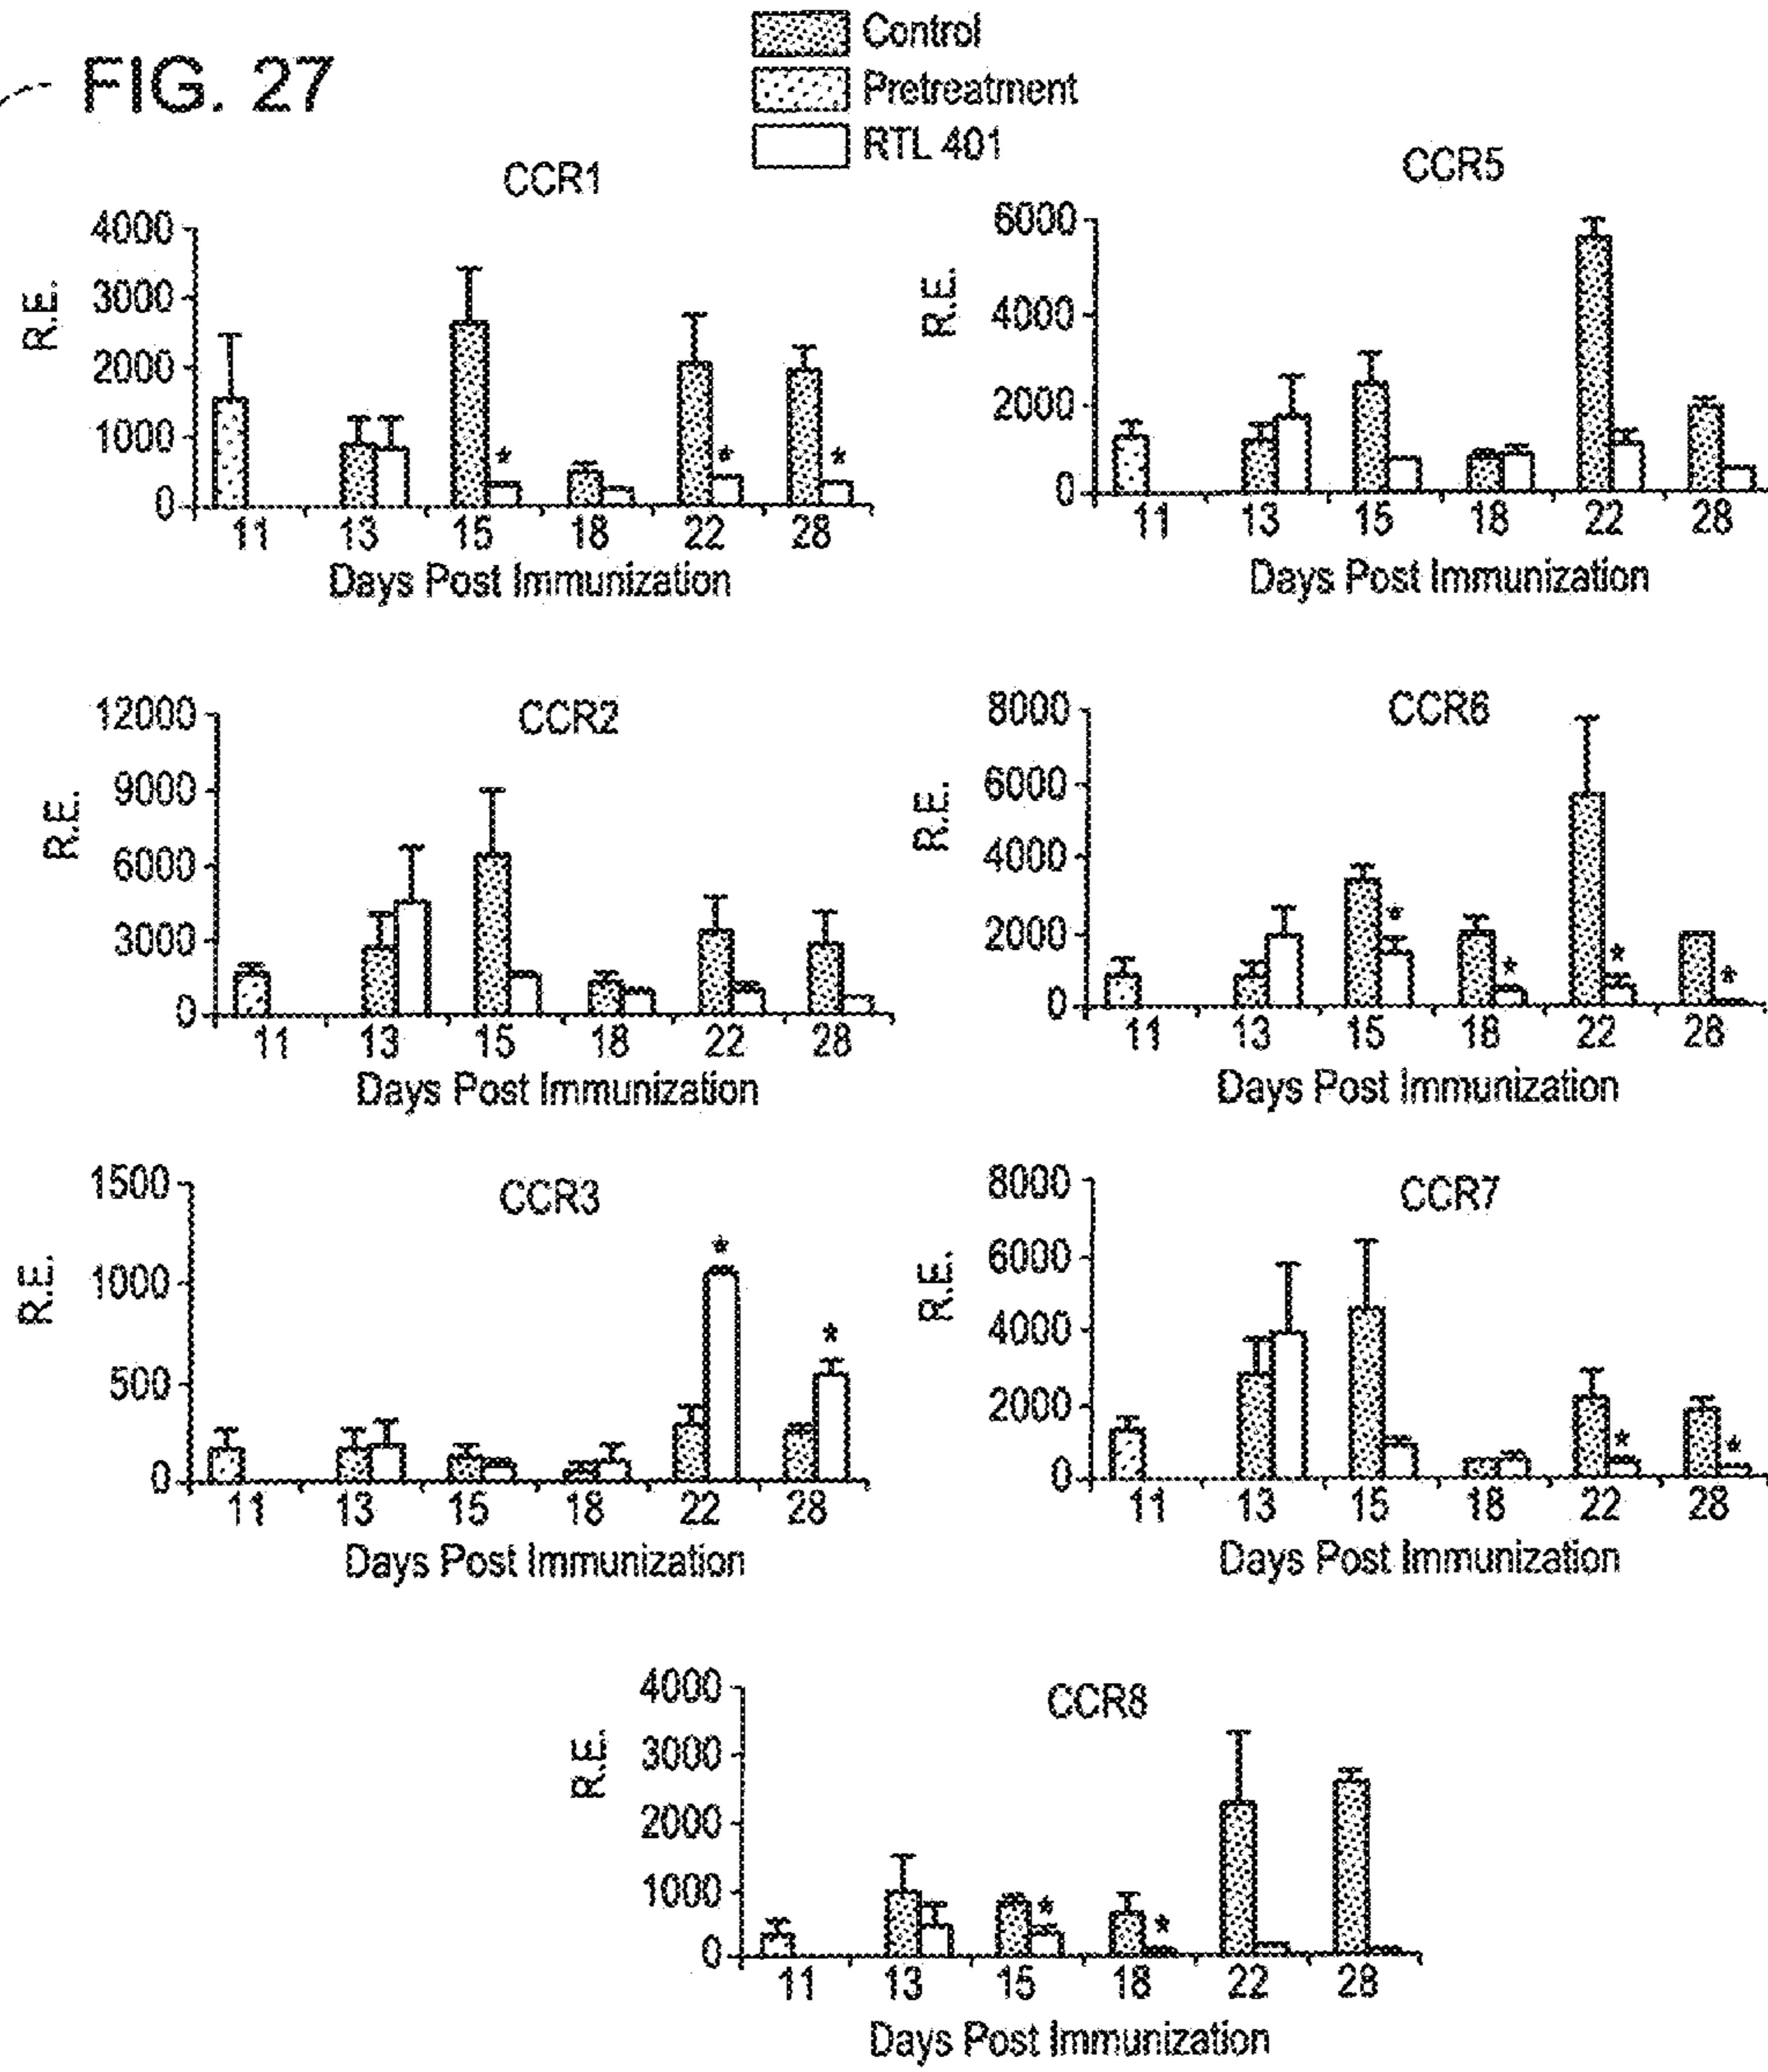 FIG. 27
Control
Pretreatment
RTL 401
CCR1
R.E.
4000
3000
2000
1000
0
*
*
*
11 13 15 18 22 28
Days Post Immunization
CCR5
R.E.
6000
4000
2000
0
11 13 15 18 22 28
Days Post Immunization
CCR2
R.E.
12000
9000
6000
3000
0
11 13 15 18 22 28
Days Post Immunization
CCR6
R.E.
8000
6000
4000
2000
0
*
*
*
*
11 13 15 18 22 28
Days Post Immunization
CCR3
R.E.
1500
1000
500
0
*
*
11 13 15 18 22 28
Days Post Immunization
CCR7
R.E.
8000
6000
4000
2000
0
*
*
11 13 15 18 22 28
Days Post Immunization
CCR8
R.E.
4000
3000
2000
1000
0
*
*
11 13 15 18 22 28
Days Post Immunization